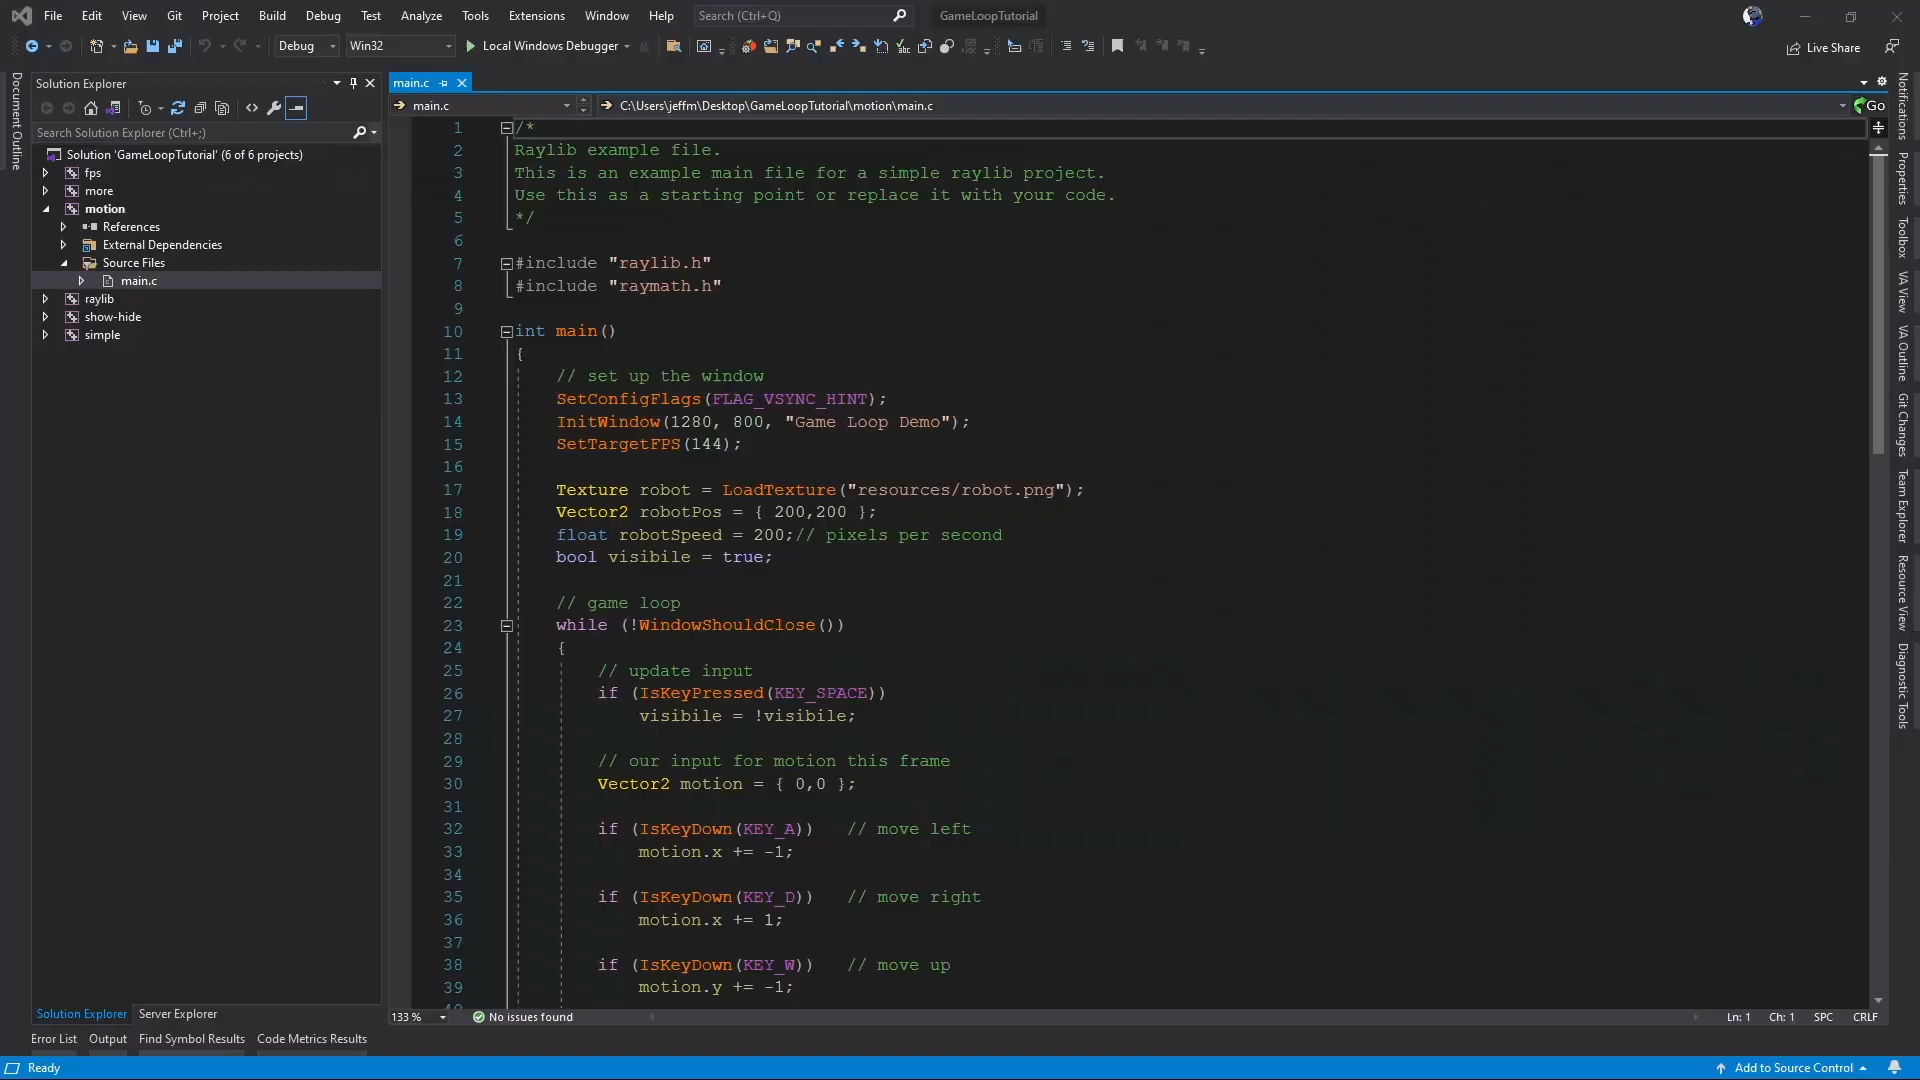 File Edit View Git Project Build Debug Test Analyze Tools Extensions Window Help Search (Ctrl+Q) GameLoopTutorial
Debug Win32 Local Windows Debugger Live Share
Document Outline
Solution Explorer
Search Solution Explorer (Ctrl+;)
Solution 'GameLoopTutorial' (6 of 6 projects)
fps
more
motion
References
External Dependencies
Source Files
main.c
raylib
show-hide
simple
Solution Explorer Server Explorer
main.c
main.c C:\Users\jeffm\Desktop\GameLoopTutorial\motion\main.c Go
1 /*
2 Raylib example file.
3 This is an example main file for a simple raylib project.
4 Use this as a starting point or replace it with your code.
5 */
6
7 #include "raylib.h"
8 #include "raymath.h"
9
10 int main()
11 {
12 // set up the window
13 SetConfigFlags(FLAG_VSYNC_HINT);
14 InitWindow(1280, 800, "Game Loop Demo");
15 SetTargetFPS(144);
16
17 Texture robot = LoadTexture("resources/robot.png");
18 Vector2 robotPos = { 200,200 };
19 float robotSpeed = 200;// pixels per second
20 bool visibile = true;
21
22 // game loop
23 while (!WindowShouldClose())
24 {
25 // update input
26 if (IsKeyPressed(KEY_SPACE))
27 visibile = !visibile;
28
29 // our input for motion this frame
30 Vector2 motion = { 0,0 };
31
32 if (IsKeyDown(KEY_A)) // move left
33 motion.x += -1;
34
35 if (IsKeyDown(KEY_D)) // move right
36 motion.x += 1;
37
38 if (IsKeyDown(KEY_W)) // move up
39 motion.y += -1;
40
133 % No issues found Ln: 1 Ch: 1 SPC CRLF
Notifications
Properties
Toolbox
VA View
VA Outline
Git Changes
Team Explorer
Resource View
Diagnostic Tools
Error List Output Find Symbol Results Code Metrics Results
Ready Add to Source Control